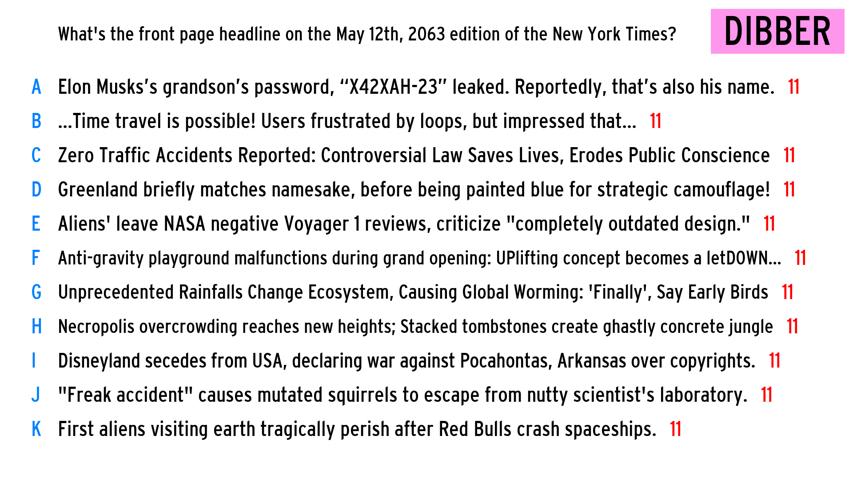 What's the front page headline on the May 12th, 2063 edition of the New York Times?
DIBBER
A Elon Musks’s grandson’s password, “X42XAH-23” leaked. Reportedly, that’s also his name. 11
B ...Time travel is possible! Users frustrated by loops, but impressed that... 11
C Zero Traffic Accidents Reported: Controversial Law Saves Lives, Erodes Public Conscience 11
D Greenland briefly matches namesake, before being painted blue for strategic camouflage! 11
E Aliens' leave NASA negative Voyager 1 reviews, criticize "completely outdated design." 11
F Anti-gravity playground malfunctions during grand opening: UPlifting concept becomes a letDOWN... 11
G Unprecedented Rainfalls Change Ecosystem, Causing Global Worming: 'Finally', Say Early Birds 11
H Necropolis overcrowding reaches new heights; Stacked tombstones create ghastly concrete jungle 11
I Disneyland secedes from USA, declaring war against Pocahontas, Arkansas over copyrights. 11
J "Freak accident" causes mutated squirrels to escape from nutty scientist's laboratory. 11
K First aliens visiting earth tragically perish after Red Bulls crash spaceships. 11